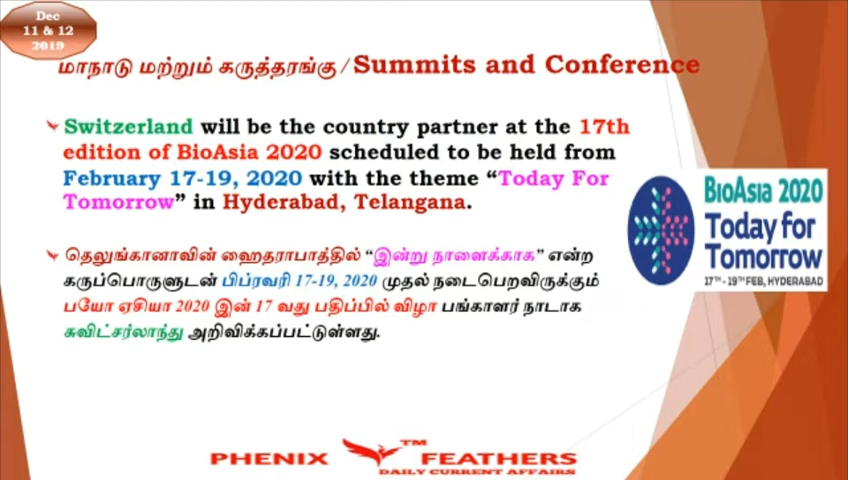 Dec
11 & 12
2019
மாநாடு மற்றும் கருத்தரங்கு / Summits and Conference
Switzerland will be the country partner at the 17th
edition of BioAsia 2020 scheduled to be held from
February 17-19, 2020 with the theme “Today For
Tomorrow” in Hyderabad, Telangana.
BIOASIA 2020
Today for
Tomorrow
17TH - 19TH FEB, HYDERABAD
தெலுங்கானாவின் ஹைதராபாத்தில் “இன்று நாளைக்காக” என்ற
கருப்பொருளுடன் பிப்ரவரி 17-19, 2020 முதல் நடைபெறவிருக்கும்
பயோ ஏசியா 2020 இன் 17 வது பதிப்பில் விழா பங்காளர் நாடாக
சுவிட்சர்லாந்து அறிவிக்கப்பட்டுள்ளது.
PHENIX FEATHERS TM
DAILY CURRENT AFFAIRS